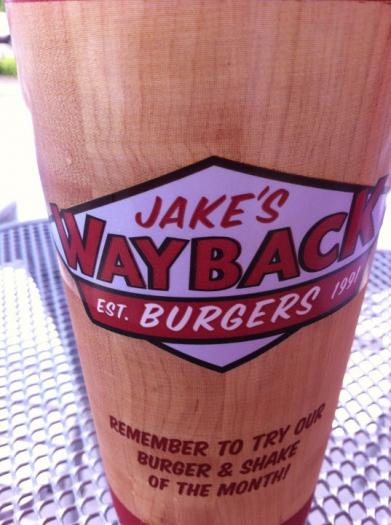 JAKE'S
WAYBACK
EST. BURGERS 1991
REMEMBER TO TRY OUR
BURGER & SHAKE
OF THE MONTH!